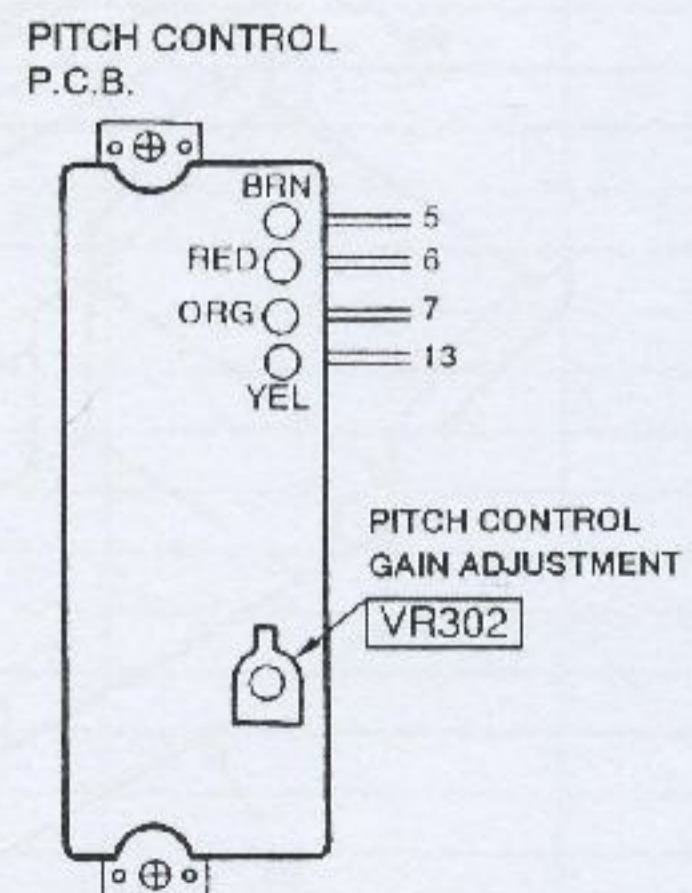 PITCH CONTROL
P.C.B.
BRN
5
RED
6
ORG
7
13
YEL
PITCH CONTROL
GAIN ADJUSTMENT
VR302